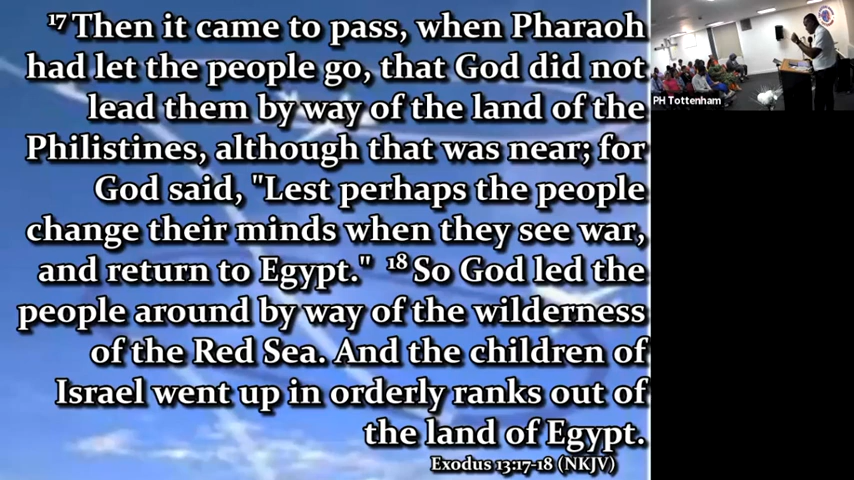 17 Then it came to pass, when Pharaoh
had let the people go, that God did not
lead them by way of the land of the
Philistines, although that was near; for
God said, "Lest perhaps the people
change their minds when they see war,
and return to Egypt." 18 So God led the
people around by way of the wilderness
of the Red Sea. And the children of
Israel went up in orderly ranks out of
the land of Egypt.
Exodus 13:17-18 (NKJV)
PH Tottenham